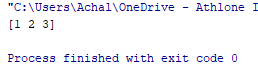 "C:\Users\Achal\OneDrive - Athlone I
[1 2 3]
Process finished with exit code 0